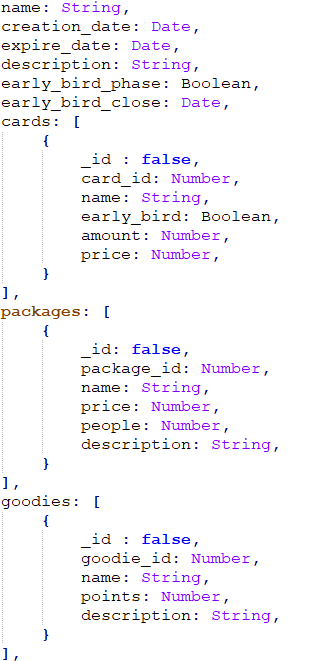 name: String,
creation_date: Date,
expire_date: Date,
description: String,
early_bird_phase: Boolean,
early_bird_close: Date,
cards: [
{
_id : false,
card_id: Number,
name: String,
early_bird: Boolean,
amount: Number,
price: Number,
}
],
packages: [
{
_id: false,
package_id: Number,
name: String,
price: Number,
people: Number,
description: String,
}
],
goodies: [
{
_id : false,
goodie_id: Number,
name: String,
points: Number,
description: String,
}
],